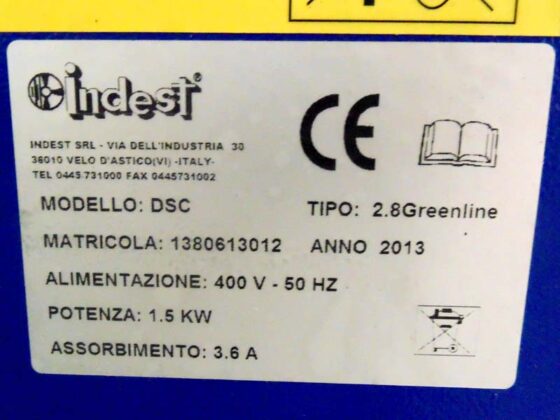 indest®
INDEST SRL - VIA DELL'INDUSTRIA 30
36010 VELO D'ASTICO(VI) -ITALY-
TEL 0445 731000 FAX 0445731002
CE
MODELLO: DSC TIPO: 2.8Greenline
MATRICOLA: 1380613012 ANNO 2013
ALIMENTAZIONE: 400 V - 50 HZ
POTENZA: 1.5 KW
ASSORBIMENTO: 3.6 A